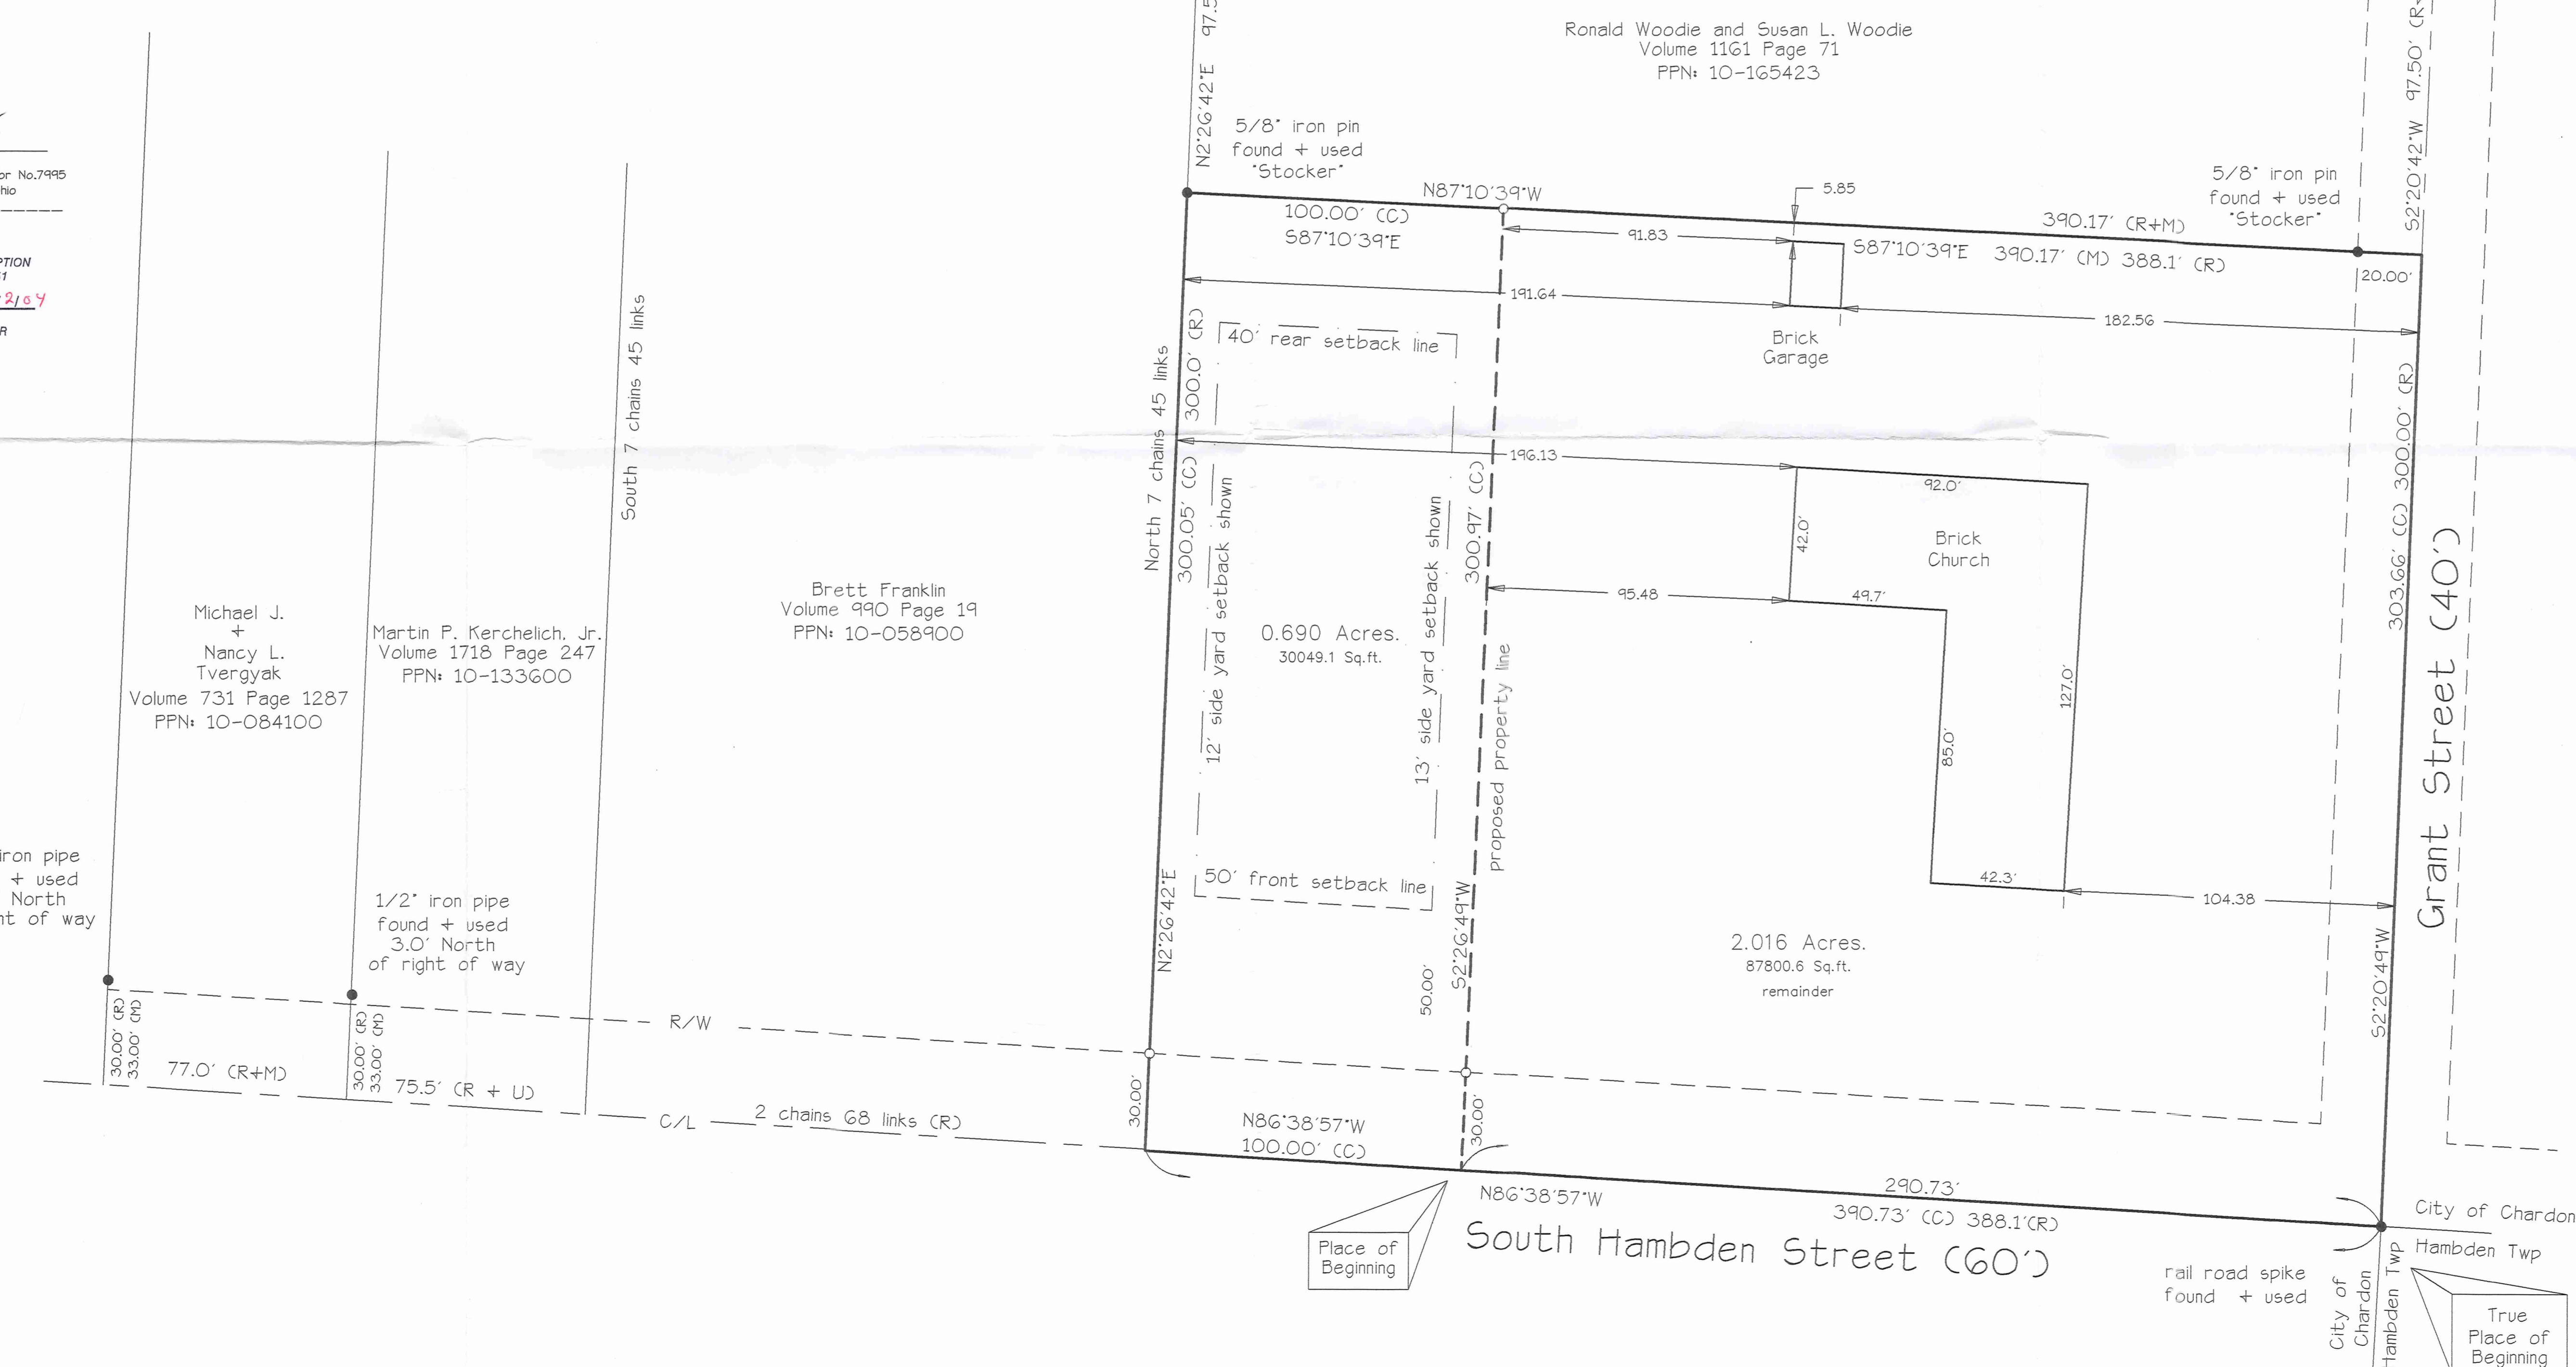 Ronald Woodie and Susan L. Woodie
Volume 1161 Page 71
PPN: 10-165423
or No.7995
hio
PTION
2/04
R
N2°26'42"E 97.5
5/8" iron pin
found + used
"Stocker"
N87°10'39"W
100.00' (C)
S87°10'39"E
5.85
91.83
390.17' (R+M)
S87°10'39"E 390.17' (M) 388.1' (R)
5/8" iron pin
found + used
"Stocker"
S2°20'42"W 97.50' (R+
20.00'
191.64
182.56
Brick
Garage
40' rear setback line
South 7 chains 45 links
North 7 chains 45 links
300.05' (C) 300.0' (R)
12' side yard setback shown
13' side yard setback shown
300.97' (C)
proposed property line
196.13
92.0'
42.0'
Brick
Church
95.48
49.7'
127.0'
85.0'
42.3'
104.38
303.66' (C) 300.00' (R)
Grant Street (40')
Michael J.
+
Nancy L.
Tvergyak
Volume 731 Page 1287
PPN: 10-084100
Martin P. Kerchelich, Jr.
Volume 1718 Page 247
PPN: 10-133600
Brett Franklin
Volume 990 Page 19
PPN: 10-058900
0.690 Acres.
30049.1 Sq.ft.
50' front setback line
N2°26'42"E
S2°26'49"W
50.00'
2.016 Acres.
87800.6 Sq.ft.
remainder
S2°20'49"W
iron pipe
+ used
North
nt of way
1/2" iron pipe
found + used
3.0' North
of right of way
R/W
30.00' (R)
33.00' (M)
77.0' (R+M)
30.00' (R)
33.00' (M)
75.5' (R + U)
C/L
2 chains 68 links (R)
30.00'
N86°38'57"W
100.00' (C)
30.00'
N86°38'57"W
290.73'
390.73' (C) 388.1'(R)
South Hambden Street (60')
Place of
Beginning
City of Chardon
Hambden Twp
rail road spike
found + used
City of
Chardon
Hambden Twp
True
Place of
Beginning